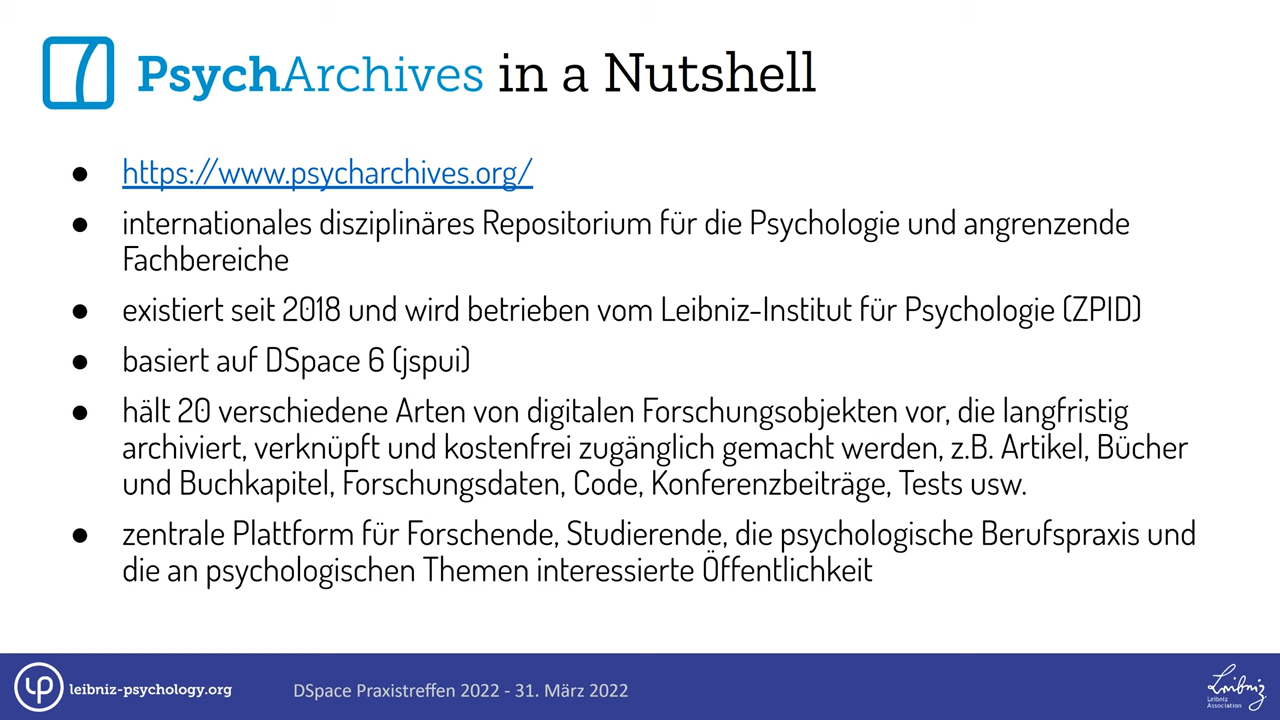 PsychArchives in a Nutshell
● https://www.psycharchives.org/
● internationales disziplinäres Repositorium für die Psychologie und angrenzende
Fachbereiche
● existiert seit 2018 und wird betrieben vom Leibniz-Institut für Psychologie (ZPID)
● basiert auf DSpace 6 (jspui)
● hält 20 verschiedene Arten von digitalen Forschungsobjekten vor, die langfristig
archiviert, verknüpft und kostenfrei zugänglich gemacht werden, z.B. Artikel, Bücher
und Buchkapitel, Forschungsdaten, Code, Konferenzbeiträge, Tests usw.
● zentrale Plattform für Forschende, Studierende, die psychologische Berufspraxis und
die an psychologischen Themen interessierte Öffentlichkeit
leibniz-psychology.org
DSpace Praxistreffen 2022 - 31. März 2022
Leibniz
Leibniz
Association